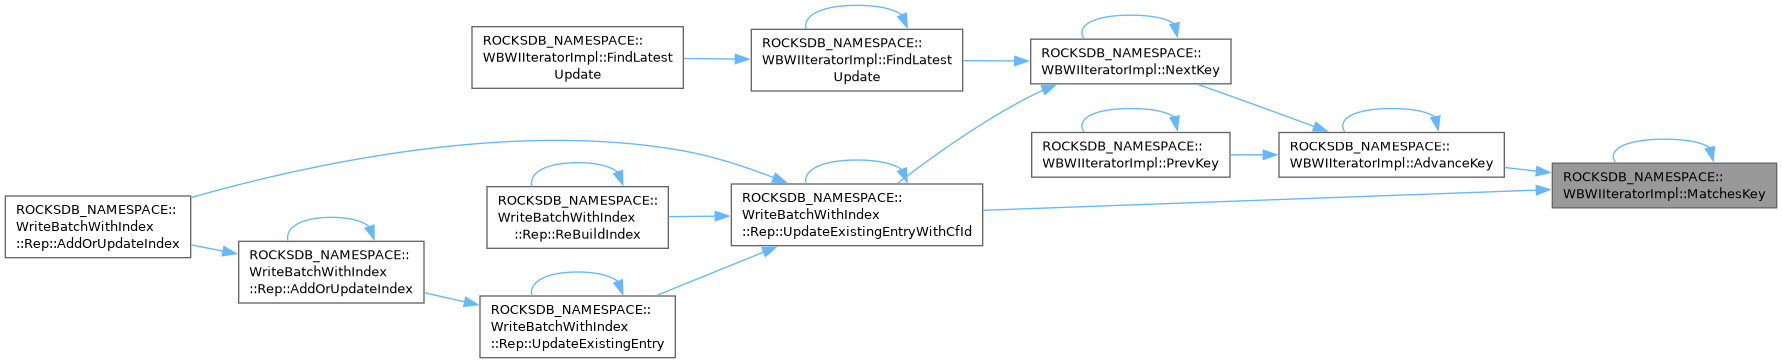 ROCKSDB_NAMESPACE::
WBWIIteratorImpl::FindLatest
Update
ROCKSDB_NAMESPACE::
WBWIIteratorImpl::FindLatest
Update
ROCKSDB_NAMESPACE::
WBWIIteratorImpl::NextKey
ROCKSDB_NAMESPACE::
WBWIIteratorImpl::PrevKey
ROCKSDB_NAMESPACE::
WBWIIteratorImpl::AdvanceKey
ROCKSDB_NAMESPACE::
WBWIIteratorImpl::MatchesKey
ROCKSDB_NAMESPACE::
WriteBatchWithIndex
::Rep::AddOrUpdateIndex
ROCKSDB_NAMESPACE::
WriteBatchWithIndex
::Rep::ReBuildIndex
ROCKSDB_NAMESPACE::
WriteBatchWithIndex
::Rep::UpdateExistingEntryWithCfId
ROCKSDB_NAMESPACE::
WriteBatchWithIndex
::Rep::AddOrUpdateIndex
ROCKSDB_NAMESPACE::
WriteBatchWithIndex
::Rep::UpdateExistingEntry